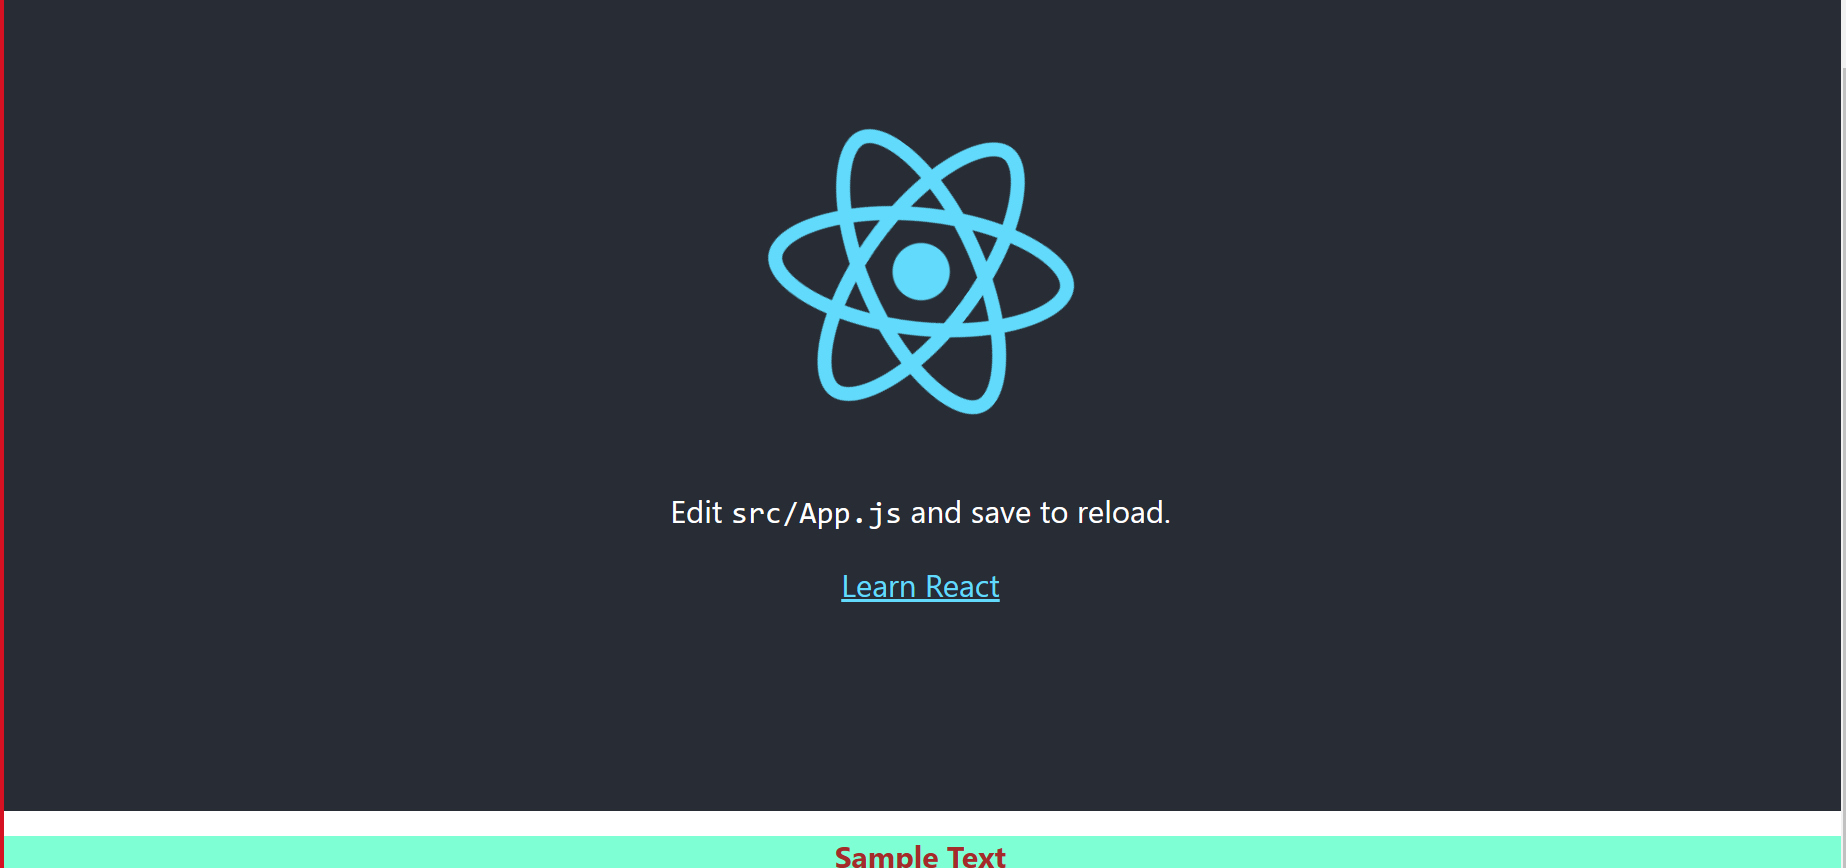 Edit src/App.js and save to reload.
Learn React
Sample Text